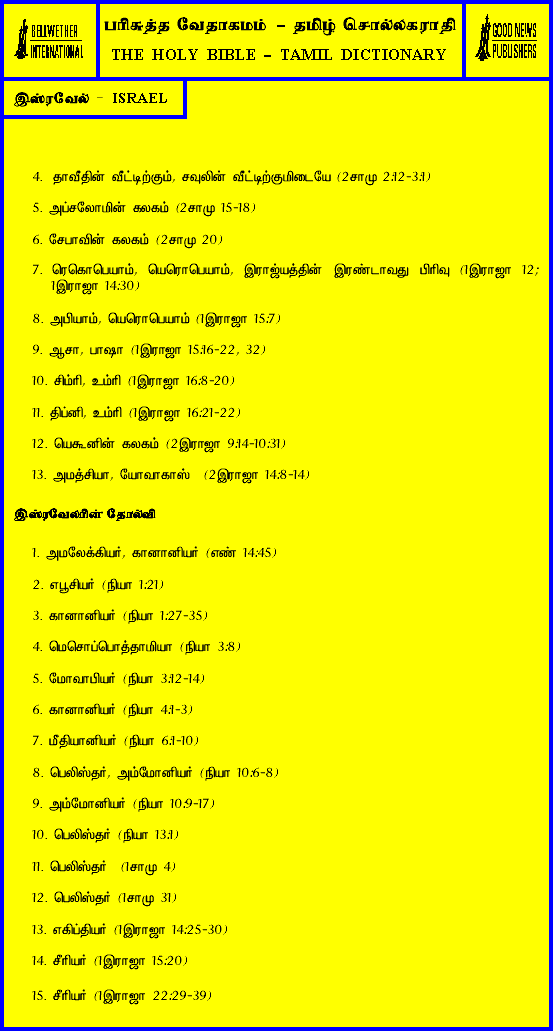 BELLWETHER
INTERNATIONAL
பரிசுத்த வேதாகமம் - தமிழ் சொல்லகராதி
THE HOLY BIBLE - TAMIL DICTIONARY
GOOD NEWS
PUBLISHERS
இஸ்ரவேல் - ISRAEL
4. தாவீதின் வீட்டிற்கும், சவுலின் வீட்டிற்குமிடையே (2சாமு 2:12-3:1)
5. அப்சலோமின் கலகம் (2சாமு 15-18)
6. சேபாவின் கலகம் (2சாமு 20)
7. ரெகொபெயாம், யெரொபெயாம், இராஜ்யத்தின் இரண்டாவது பிரிவு (1இராஜா 12;
1இராஜா 14:30)
8. அபியாம், யெரொபெயாம் (1இராஜா 15:7)
9. ஆசா, பாஷா (1இராஜா 15:16-22, 32)
10. சிம்ரி, உம்ரி (1இராஜா 16:8-20)
11. திப்னி, உம்ரி (1இராஜா 16:21-22)
12. யெகூனின் கலகம் (2இராஜா 9:14-10:31)
13. அமத்சியா, யோவாகாஸ் (2இராஜா 14:8-14)
இஸ்ரவேலரின் தோல்வி
1. அமலேக்கியர், கானானியர் (எண் 14:45)
2. எபூசியர் (நியா 1:21)
3. கானானியர் (நியா 1:27-35)
4. மெசொப்பொத்தாமியா (நியா 3:8)
5. மோவாபியர் (நியா 3:12-14)
6. கானானியர் (நியா 4:1-3)
7. மீதியானியர் (நியா 6:1-10)
8. பெலிஸ்தர், அம்மோனியர் (நியா 10:6-8)
9. அம்மோனியர் (நியா 10:9-17)
10. பெலிஸ்தர் (நியா 13:1)
11. பெலிஸ்தர் (1சாமு 4)
12. பெலிஸ்தர் (1சாமு 31)
13. எகிப்தியர் (1இராஜா 14:25-30)
14. சீரியர் (1இராஜா 15:20)
15. சீரியர் (1இராஜா 22:29-39)